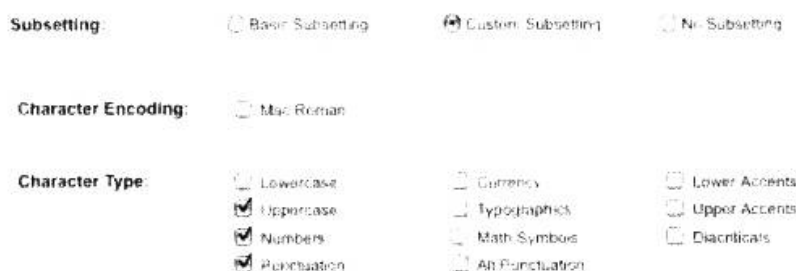 Subsetting: Basic Subsetting Custom Subsetting No Subsetting
Character Encoding: Mac Roman
Character Type: Lowercase Currency Lower Accents
Uppercase Typographics Upper Accents
Numbers Math Symbols Diacriticals
Punctuation Alt Punctuation